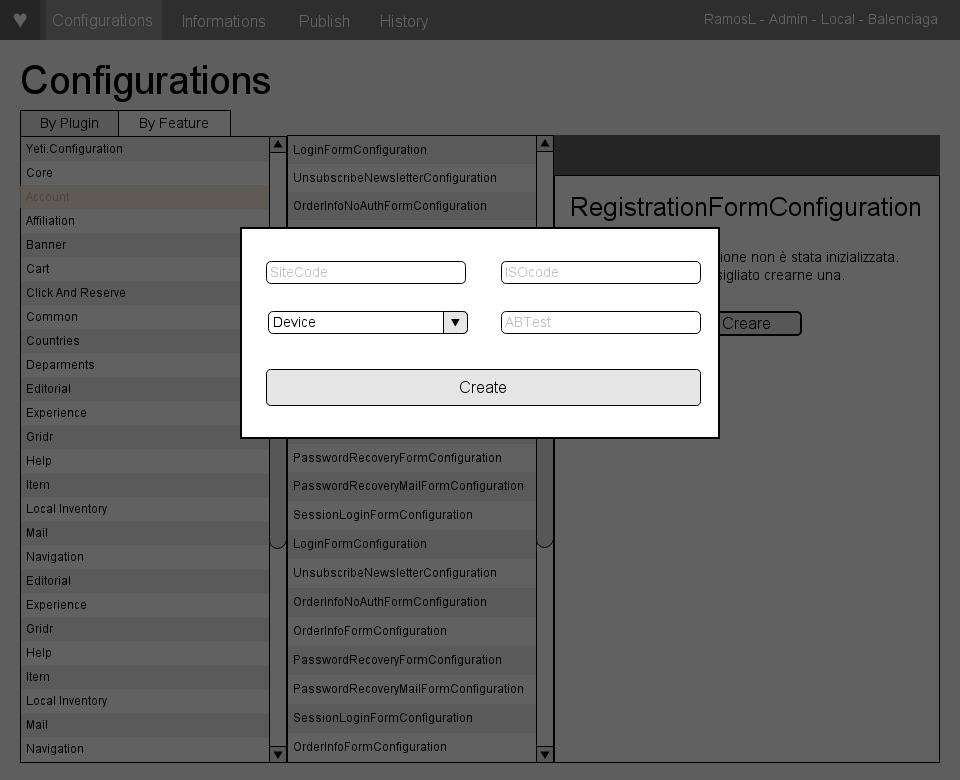 Configurations
Informations
Publish
History
RamosL - Admin - Local - Balenciaga
Configurations
By Plugin
By Feature
Yeti.Configuration
Core
Account
Affiliation
Banner
Cart
Click And Reserve
Common
Countries
Deparments
Editorial
Experience
Gridr
Help
Item
Local Inventory
Mail
Navigation
Editorial
Experience
Gridr
Help
Item
Local Inventory
Mail
Navigation
LoginFormConfiguration
UnsubscribeNewsletterConfiguration
OrderInfoNoAuthFormConfiguration
PasswordRecoveryFormConfiguration
PasswordRecoveryMailFormConfiguration
SessionLoginFormConfiguration
LoginFormConfiguration
UnsubscribeNewsletterConfiguration
OrderInfoNoAuthFormConfiguration
OrderInfoFormConfiguration
PasswordRecoveryFormConfiguration
PasswordRecoveryMailFormConfiguration
SessionLoginFormConfiguration
OrderInfoFormConfiguration
RegistrationFormConfiguration
ione non è stata inizializzata.
sigliato crearne una.
Creare
SiteCode
ISOcode
Device
ABTest
Create